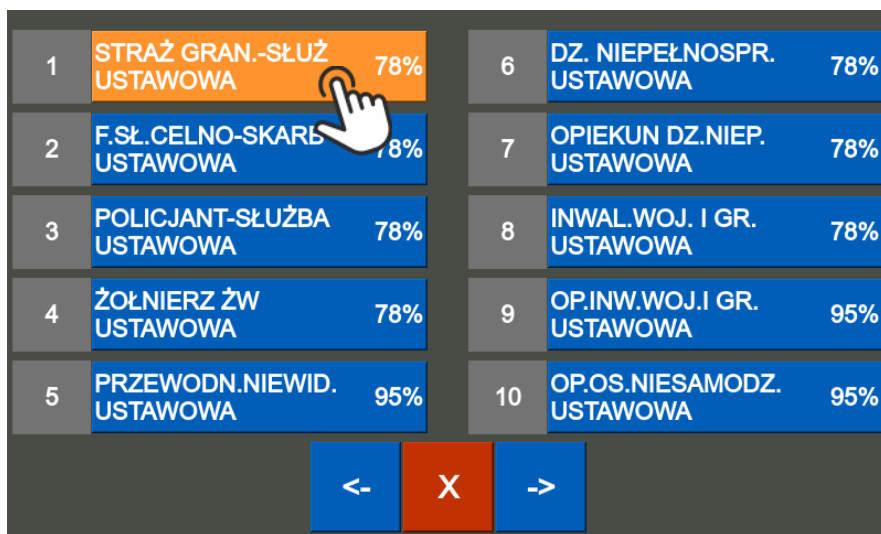 1 STRAŻ GRAN.-SŁUŻ 78%
USTAWOWA
2 F.SŁ.CELNO-SKARB 78%
USTAWOWA
3 POLICJANT-SŁUŻBA 78%
USTAWOWA
4 ŻOŁNIERZ ŻW 78%
USTAWOWA
5 PRZEWODN.NIEWID. 95%
USTAWOWA
6 DZ. NIEPEŁNOSPR. 78%
USTAWOWA
7 OPIEKUN DZ.NIEP. 78%
USTAWOWA
8 INWAL.WOJ. I GR. 78%
USTAWOWA
9 OP.INW.WOJ.I GR. 95%
USTAWOWA
10 OP.OS.NIESAMODZ. 95%
USTAWOWA
<- X ->